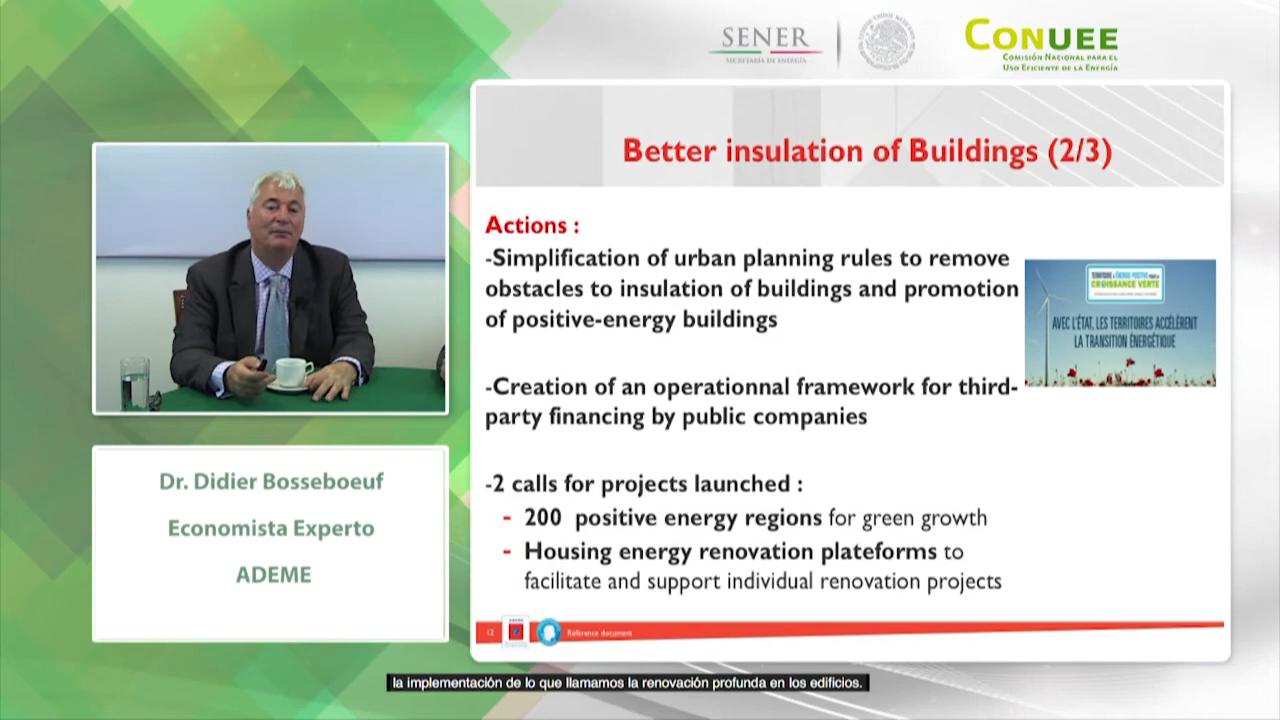 SENER
SECRETARÍA DE ENERGÍA
CONUEE
COMISIÓN NACIONAL PARA EL
USO EFICIENTE DE LA ENERGÍA
Better insulation of Buildings (2/3)
Actions :
-Simplification of urban planning rules to remove
obstacles to insulation of buildings and promotion
of positive-energy buildings
-Creation of an operationnal framework for third-
party financing by public companies
-2 calls for projects launched :
- 200 positive energy regions for green growth
- Housing energy renovation plateforms to
facilitate and support individual renovation projects
CROISSANCE VERTE
AVEC L'ÉTAT, LES TERRITOIRES ACCÉLÈRENT
LA TRANSITION ÉNERGÉTIQUE
12
Référence document
Dr. Didier Bosseboeuf
Economista Experto
ADEME
la implementación de lo que llamamos la renovación profunda en los edificios.